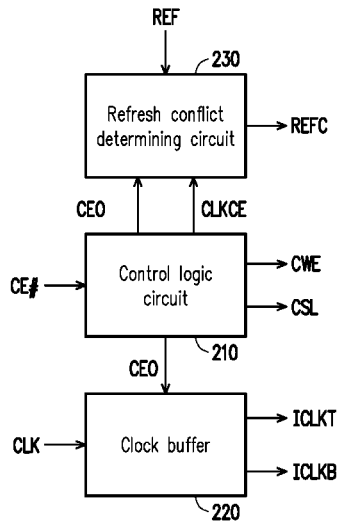 REF
230
Refresh conflict
determining circuit
REFC
CEO
CLKCE
CE#
Control logic
circuit
CWE
CSL
210
CEO
CLK
Clock buffer
ICLKT
ICLKB
220